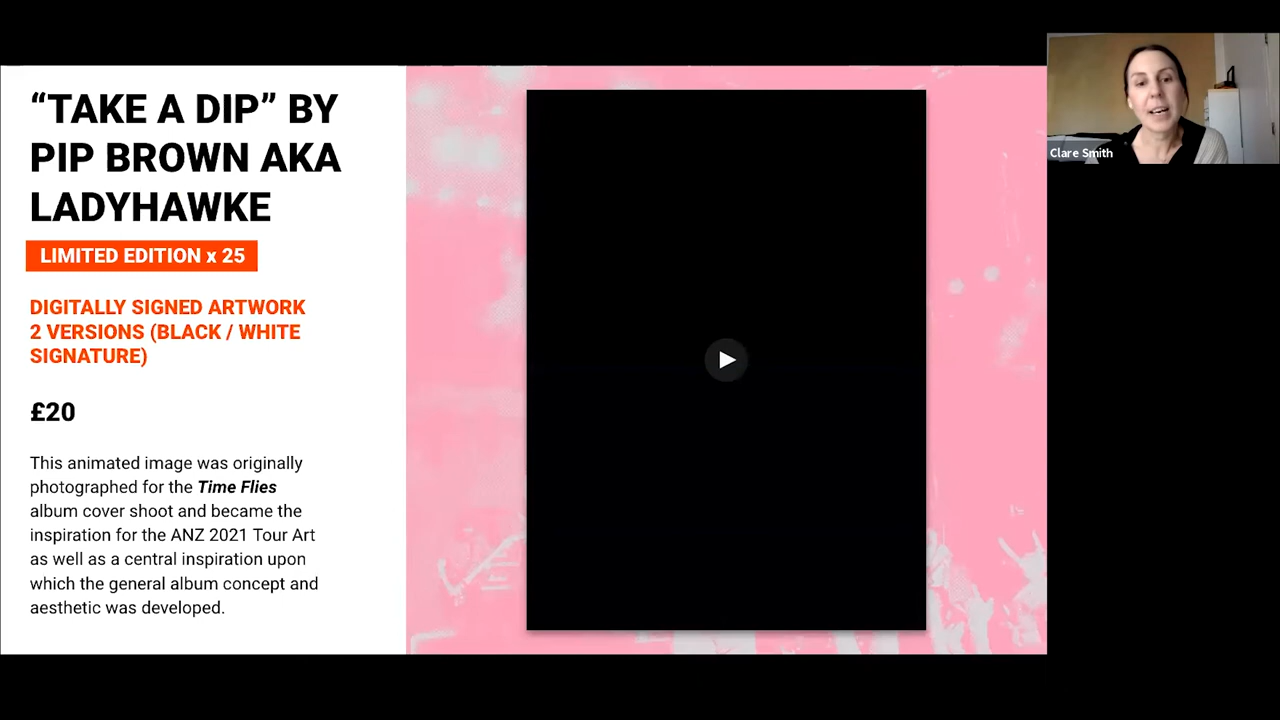 “TAKE A DIP” BY
PIP BROWN AKA
LADYHAWKE
LIMITED EDITION x 25
DIGITALLY SIGNED ARTWORK
2 VERSIONS (BLACK / WHITE
SIGNATURE)
£20
This animated image was originally
photographed for the Time Flies
album cover shoot and became the
inspiration for the ANZ 2021 Tour Art
as well as a central inspiration upon
which the general album concept and
aesthetic was developed.
Clare Smith